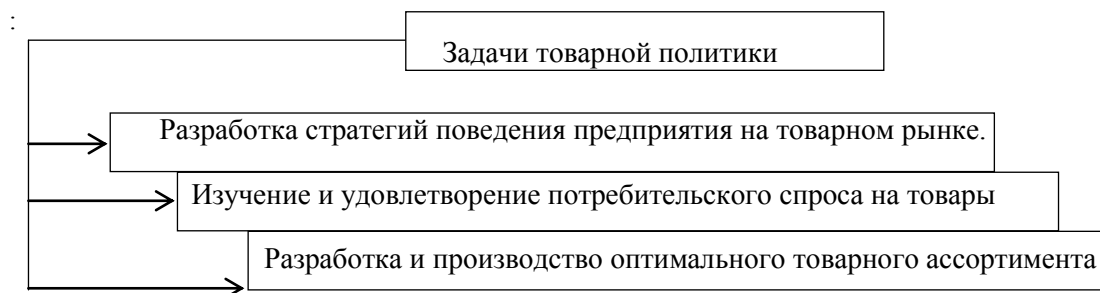 :
Задачи товарной политики
Разработка стратегий поведения предприятия на товарном рынке.
Изучение и удовлетворение потребительского спроса на товары
Разработка и производство оптимального товарного ассортимента